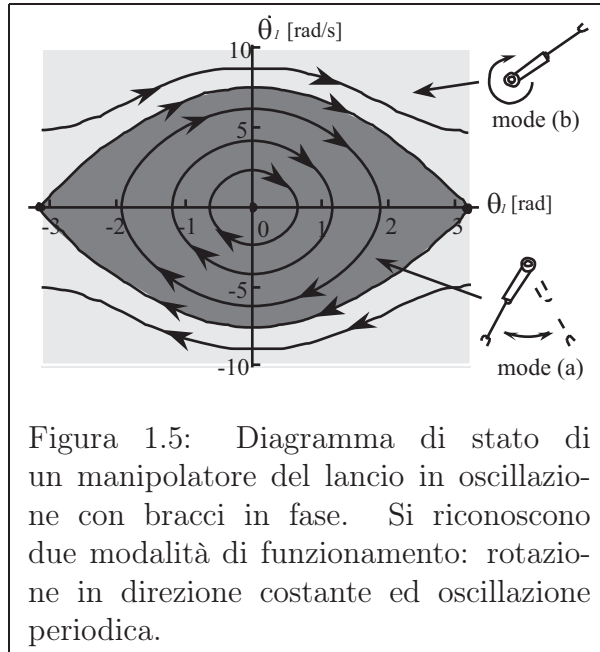 θ̇₁ [rad/s]
10
mode (b)
5
θ₁ [rad]
-3
-2
-1
0
1
2
3
-5
mode (a)
-10
Figura 1.5: Diagramma di stato di
un manipolatore del lancio in oscillazio-
ne con bracci in fase. Si riconoscono
due modalità di funzionamento: rotazio-
ne in direzione costante ed oscillazione
periodica.